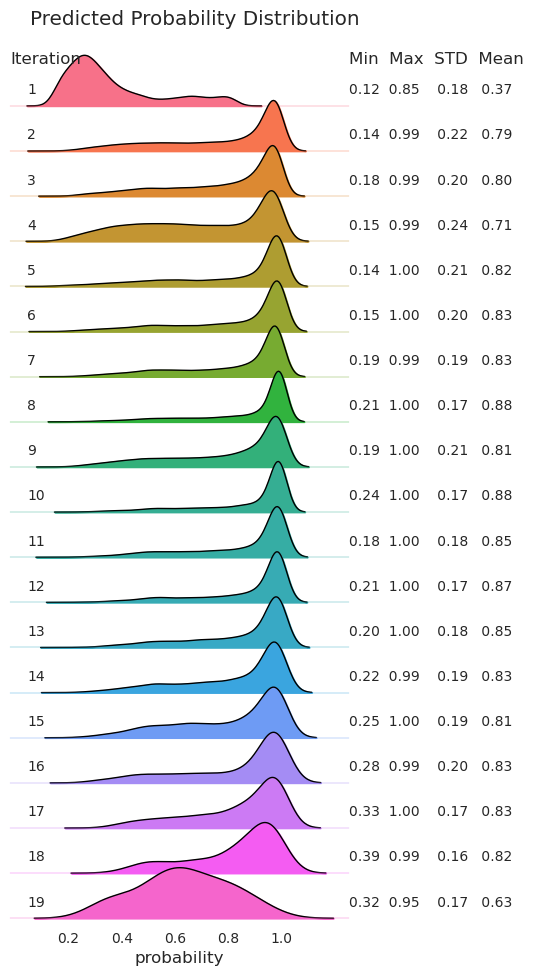 Predicted Probability Distribution
Iteration Min Max STD Mean
1 0.12 0.85 0.18 0.37
2 0.14 0.99 0.22 0.79
3 0.18 0.99 0.20 0.80
4 0.15 0.99 0.24 0.71
5 0.14 1.00 0.21 0.82
6 0.15 1.00 0.20 0.83
7 0.19 0.99 0.19 0.83
8 0.21 1.00 0.17 0.88
9 0.19 1.00 0.21 0.81
10 0.24 1.00 0.17 0.88
11 0.18 1.00 0.18 0.85
12 0.21 1.00 0.17 0.87
13 0.20 1.00 0.18 0.85
14 0.22 0.99 0.19 0.83
15 0.25 1.00 0.19 0.81
16 0.28 0.99 0.20 0.83
17 0.33 1.00 0.17 0.83
18 0.39 0.99 0.16 0.82
19 0.32 0.95 0.17 0.63
0.2 0.4 0.6 0.8 1.0
probability